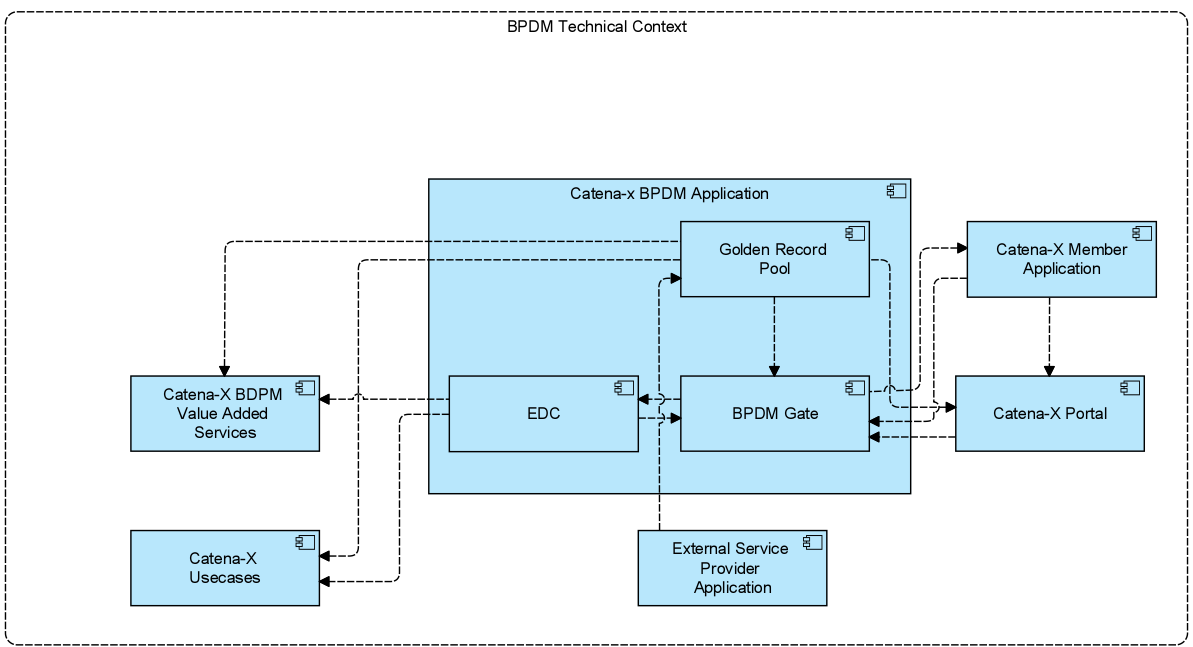 BPDM Technical Context
Catena-x BPDM Application
Golden Record
Pool
Catena-X Member
Application
Catena-X BDPM
Value Added
Services
EDC
BPDM Gate
Catena-X Portal
Catena-X
Usecases
External Service
Provider
Application